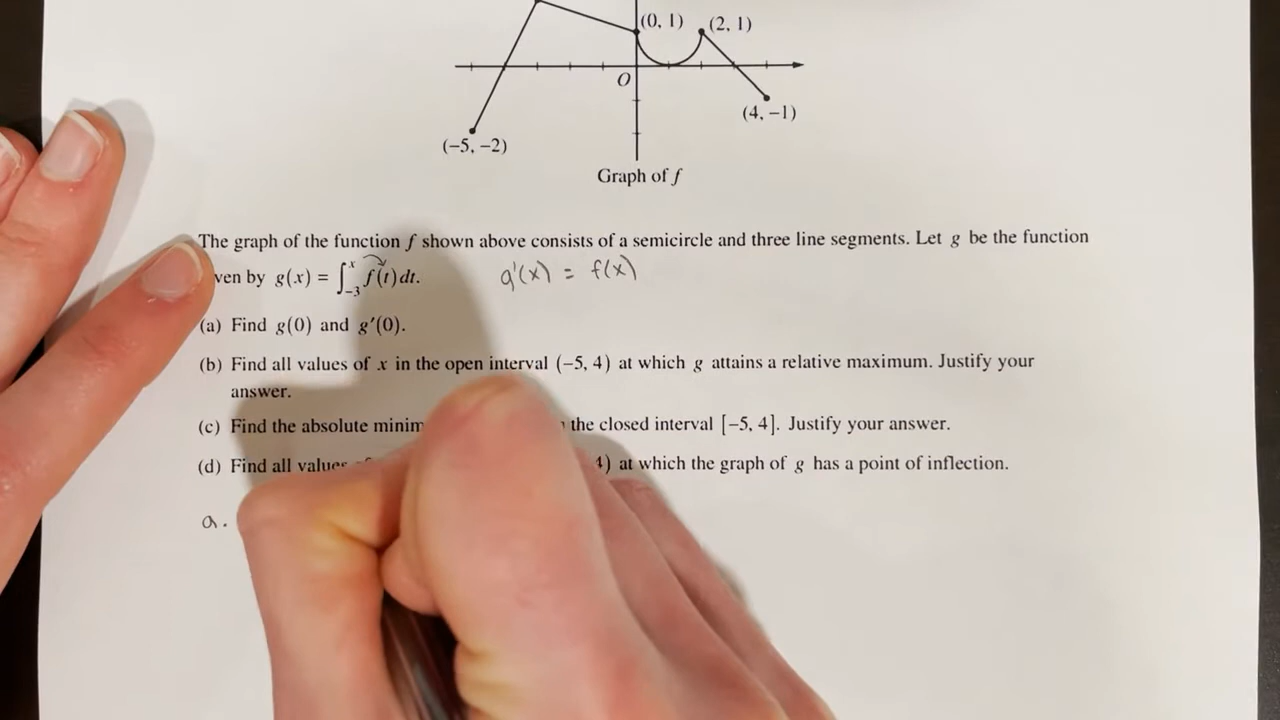 (0, 1) (2, 1)
O
(4, −1)
(−5, −2)
Graph of f
The graph of the function f shown above consists of a semicircle and three line segments. Let g be the function
ven by g(x) = ∫_{-3}^{x} f(t) dt. g'(x) = f(x)
(a) Find g(0) and g′(0).
(b) Find all values of x in the open interval (−5, 4) at which g attains a relative maximum. Justify your
answer.
(c) Find the absolute minim the closed interval [−5, 4]. Justify your answer.
(d) Find all values 4) at which the graph of g has a point of inflection.
a.